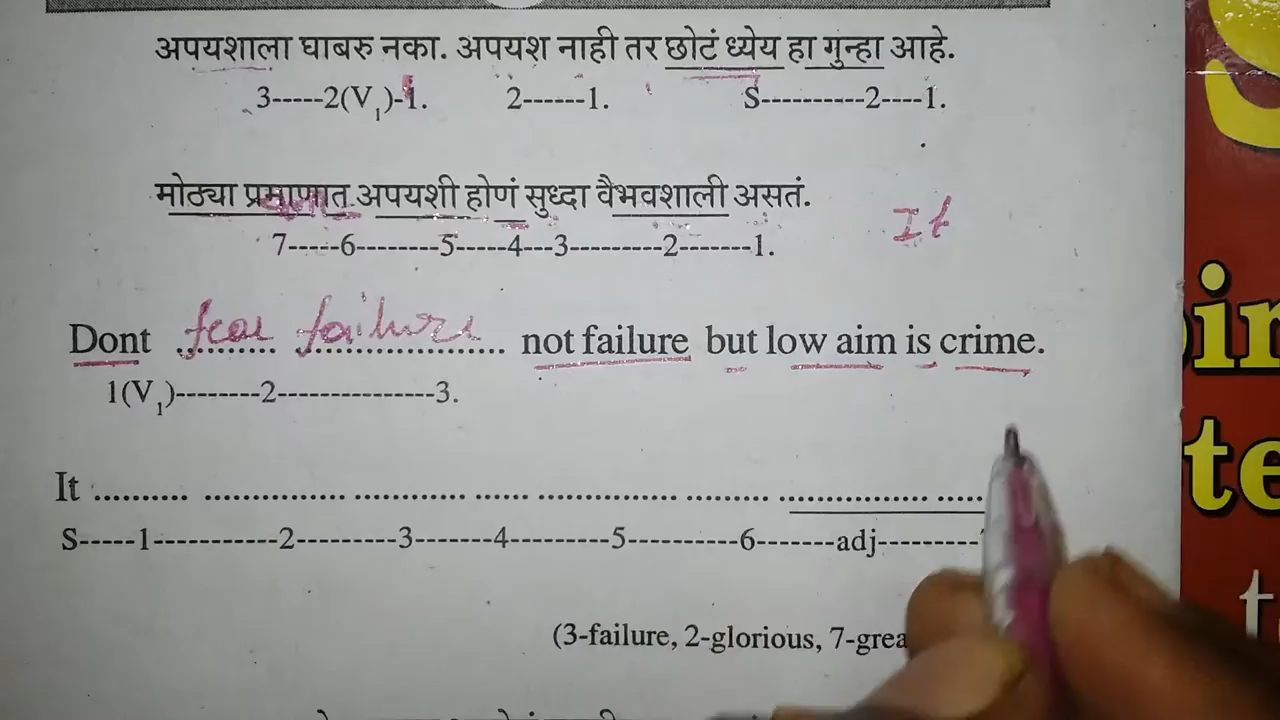 अपयशाला घाबरु नका. अपयश नाही तर छोटं ध्येय हा गुन्हा आहे.
3-----2(V1)-1. 2------1. S----------2----1.
मोठ्या प्रमाणात अपयशी होणं सुध्दा वैभवशाली असतं.
It
7-----6--------5-----4---3---------2-------1.
Dont fear failure not failure but low aim is crime.
1(V1)--------2--------------3.
It .......... ................ ............... ...... ............... ......... ................ .....
S-----1-----------2---------3-------4---------5----------6-------adj---------
(3-failure, 2-glorious, 7-grea